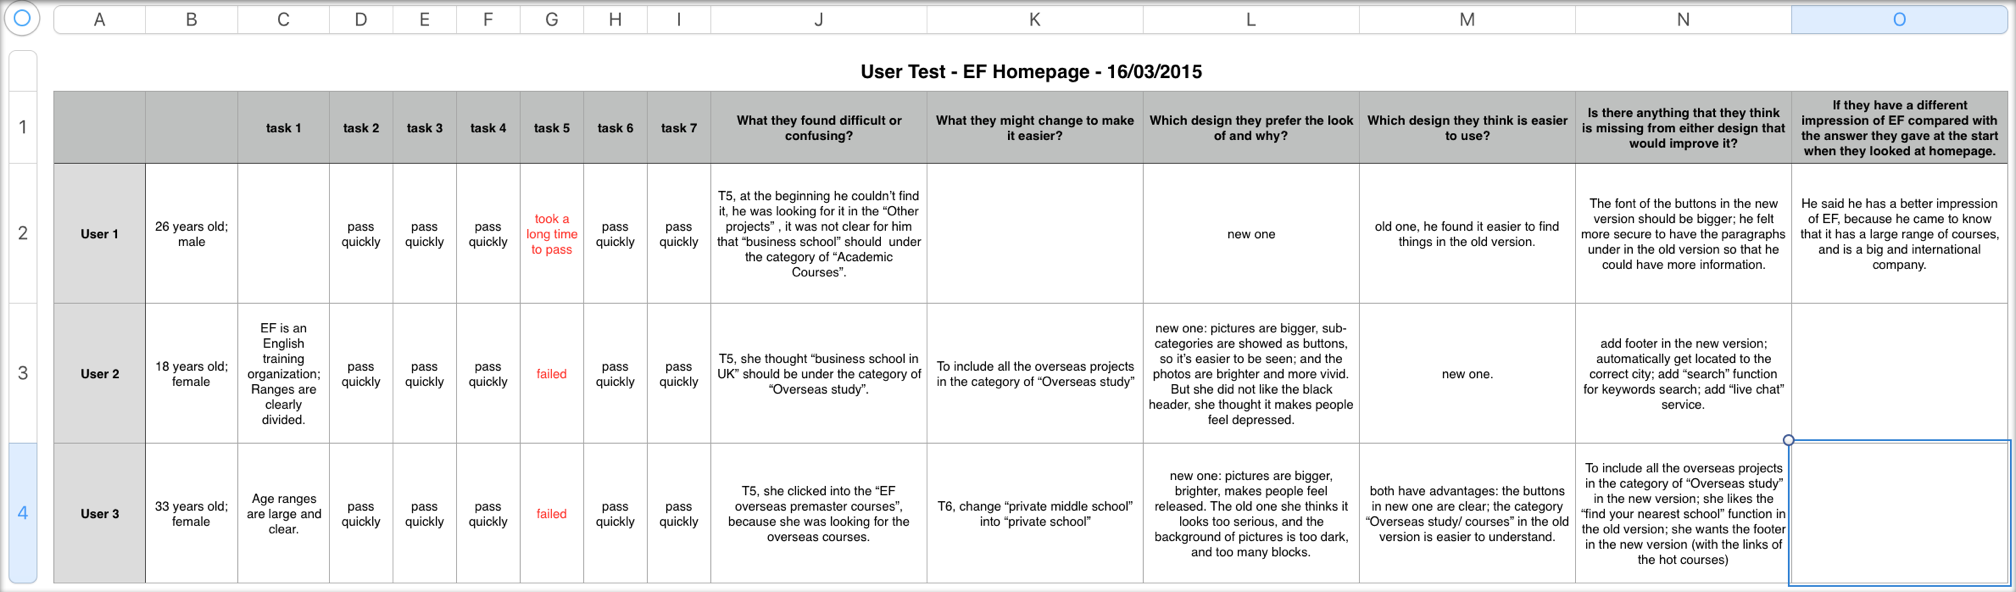 A B C D E F G H I J K L M N O
User Test - EF Homepage - 16/03/2015
1
task 1
task 2
task 3
task 4
task 5
task 6
task 7
What they found difficult or
confusing?
What they might change to make
it easier?
Which design they prefer the look
of and why?
Which design they think is easier
to use?
Is there anything that they think
is missing from either design that
would improve it?
If they have a different
impression of EF compared with
the answer they gave at the start
when they looked at homepage.
2
User 1
26 years old;
male
pass
quickly
pass
quickly
pass
quickly
took a
long time
to pass
pass
quickly
pass
quickly
T5, at the beginning he couldn't find
it, he was looking for it in the “Other
projects” , it was not clear for him
that “business school” should under
the category of “Academic
Courses”.
new one
old one, he found it easier to find
things in the old version.
The font of the buttons in the new
version should be bigger; he felt
more secure to have the paragraphs
under in the old version so that he
could have more information.
He said he has a better impression
of EF, because he came to know
that it has a large range of courses,
and is a big and international
company.
3
User 2
18 years old;
female
EF is an
English
training
organization;
Ranges are
clearly
divided.
pass
quickly
pass
quickly
pass
quickly
failed
pass
quickly
pass
quickly
T5, she thought “business school in
UK” should be under the category of
“Overseas study”.
To include all the overseas projects
in the category of “Overseas study”
new one: pictures are bigger, sub-
categories are showed as buttons,
so it's easier to be seen; and the
photos are brighter and more vivid.
But she did not like the black
header, she thought it makes people
feel depressed.
new one.
add footer in the new version;
automatically get located to the
correct city; add “search” function
for keywords search; add “live chat”
service.
4
User 3
33 years old;
female
Age ranges
are large and
clear.
pass
quickly
pass
quickly
pass
quickly
failed
pass
quickly
pass
quickly
T5, she clicked into the “EF
overseas premaster courses”,
because she was looking for the
overseas courses.
T6, change “private middle school”
into “private school”
new one: pictures are bigger,
brighter, makes people feel
released. The old one she thinks it
looks too serious, and the
background of pictures is too dark,
and too many blocks.
both have advantages: the buttons
in new one are clear; the category
“Overseas study/ courses” in the old
version is easier to understand.
To include all the overseas projects
in the category of “Overseas study”
in the new version; she likes the
“find your nearest school” function in
the old version; she wants the footer
in the new version (with the links of
the hot courses)